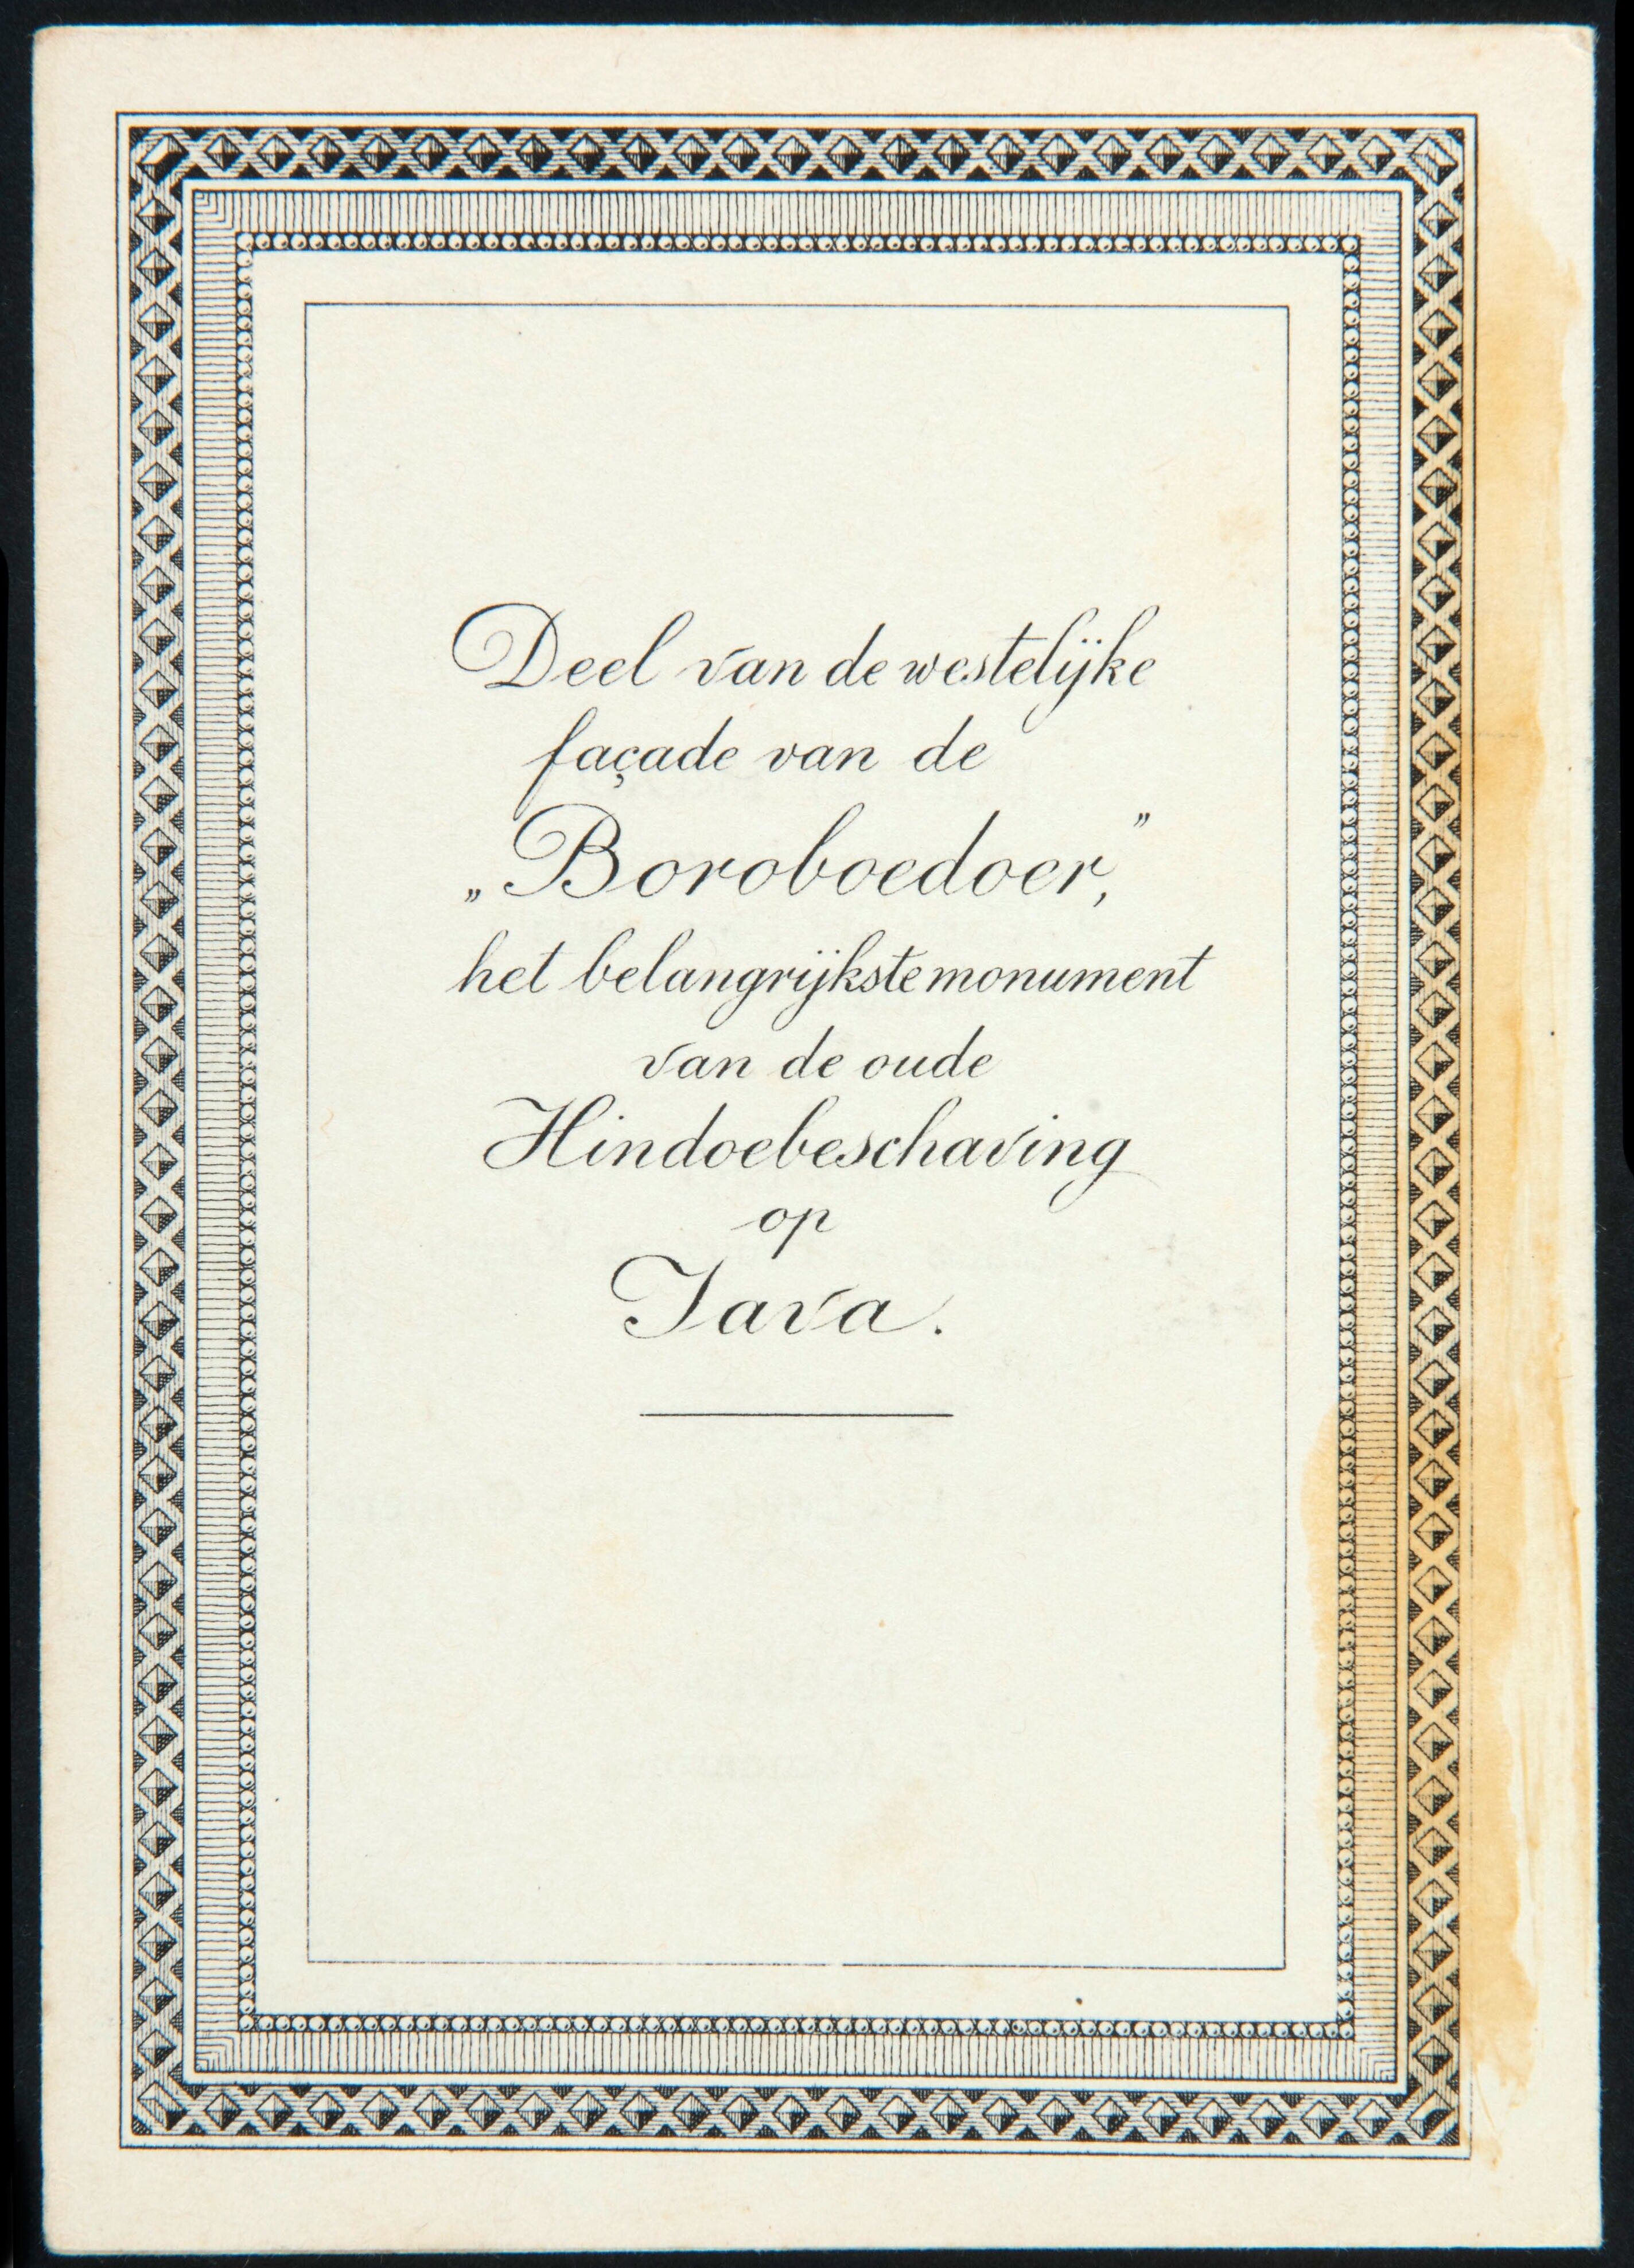 Deel van de westelijke
façade van de
„Boroboedoer,”
het belangrijkste monument
van de oude
Hindoebeschaving
op
Java.